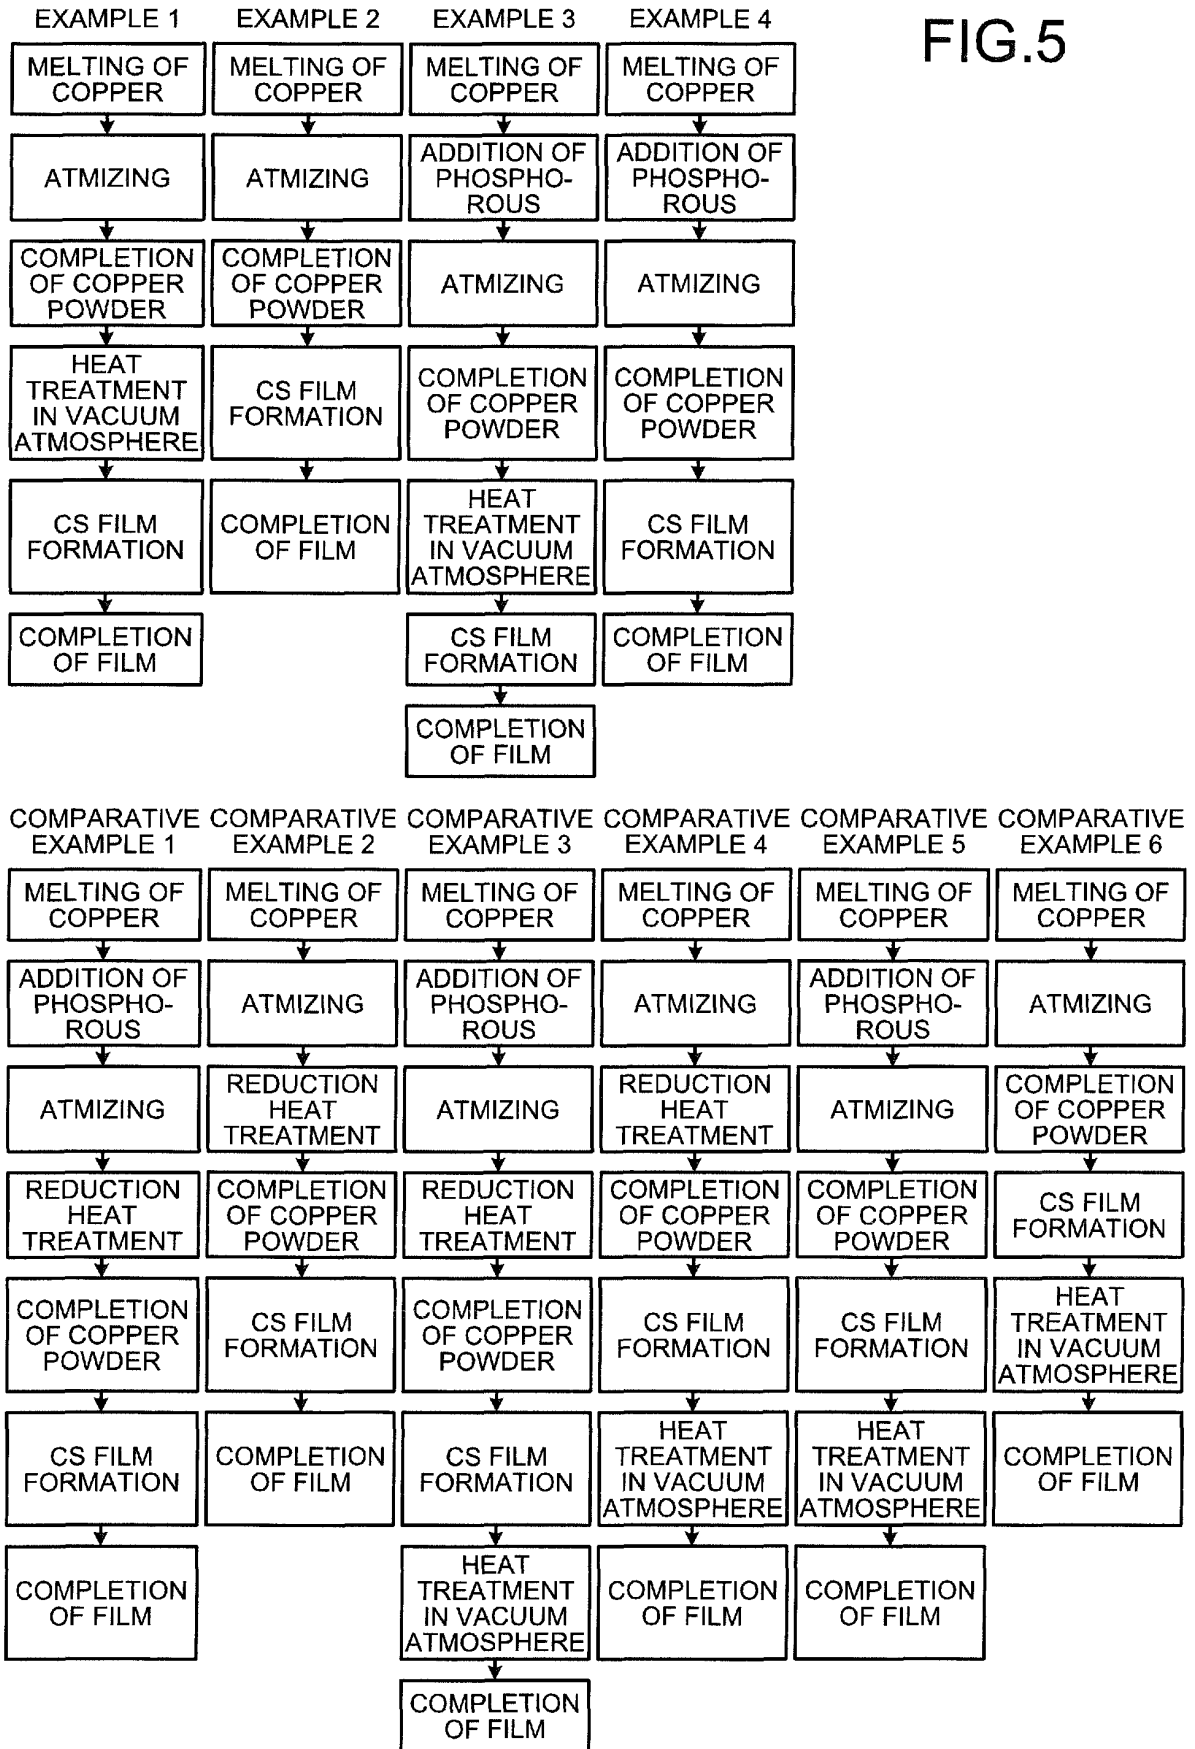 FIG.5
EXAMPLE 1
MELTING OF
COPPER
ATMIZING
COMPLETION
OF COPPER
POWDER
HEAT
TREATMENT
IN VACUUM
ATMOSPHERE
CS FILM
FORMATION
COMPLETION
OF FILM
EXAMPLE 2
MELTING OF
COPPER
ATMIZING
COMPLETION
OF COPPER
POWDER
CS FILM
FORMATION
COMPLETION
OF FILM
EXAMPLE 3
MELTING OF
COPPER
ADDITION OF
PHOSPHO-
ROUS
ATMIZING
COMPLETION
OF COPPER
POWDER
HEAT
TREATMENT
IN VACUUM
ATMOSPHERE
CS FILM
FORMATION
COMPLETION
OF FILM
EXAMPLE 4
MELTING OF
COPPER
ADDITION OF
PHOSPHO-
ROUS
ATMIZING
COMPLETION
OF COPPER
POWDER
CS FILM
FORMATION
COMPLETION
OF FILM
COMPARATIVE
EXAMPLE 1
MELTING OF
COPPER
ADDITION OF
PHOSPHO-
ROUS
ATMIZING
REDUCTION
HEAT
TREATMENT
COMPLETION
OF COPPER
POWDER
CS FILM
FORMATION
COMPLETION
OF FILM
COMPARATIVE
EXAMPLE 2
MELTING OF
COPPER
ATMIZING
REDUCTION
HEAT
TREATMENT
COMPLETION
OF COPPER
POWDER
CS FILM
FORMATION
COMPLETION
OF FILM
COMPARATIVE
EXAMPLE 3
MELTING OF
COPPER
ADDITION OF
PHOSPHO-
ROUS
ATMIZING
REDUCTION
HEAT
TREATMENT
COMPLETION
OF COPPER
POWDER
CS FILM
FORMATION
HEAT
TREATMENT
IN VACUUM
ATMOSPHERE
COMPLETION
OF FILM
COMPARATIVE
EXAMPLE 4
MELTING OF
COPPER
ATMIZING
REDUCTION
HEAT
TREATMENT
COMPLETION
OF COPPER
POWDER
CS FILM
FORMATION
HEAT
TREATMENT
IN VACUUM
ATMOSPHERE
COMPLETION
OF FILM
COMPARATIVE
EXAMPLE 5
MELTING OF
COPPER
ADDITION OF
PHOSPHO-
ROUS
ATMIZING
COMPLETION
OF COPPER
POWDER
CS FILM
FORMATION
HEAT
TREATMENT
IN VACUUM
ATMOSPHERE
COMPLETION
OF FILM
COMPARATIVE
EXAMPLE 6
MELTING OF
COPPER
ATMIZING
COMPLETION
OF COPPER
POWDER
CS FILM
FORMATION
HEAT
TREATMENT
IN VACUUM
ATMOSPHERE
COMPLETION
OF FILM